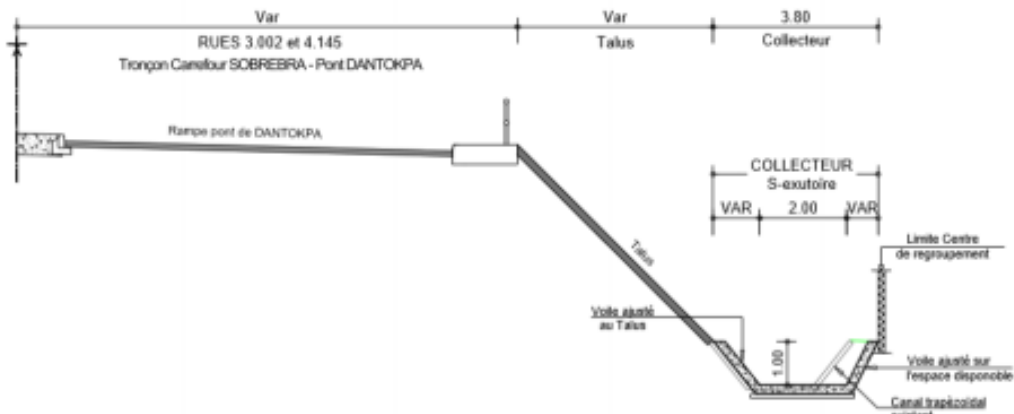 Var
Var
3.80
RUES 3.002 et 4.145
Talus
Collecteur
Tronçon Carrefour SOBREBRA - Pont DANTOKPA
Rampe pont de DANTOKPA
COLLECTEUR
S-exutoire
VAR
2.00
VAR
Limite Centre
de regroupement
Talus
Voile ajusté
au Talus
1.00
Voile ajusté sur
l'espace disponoble
Canal trapézoïdal